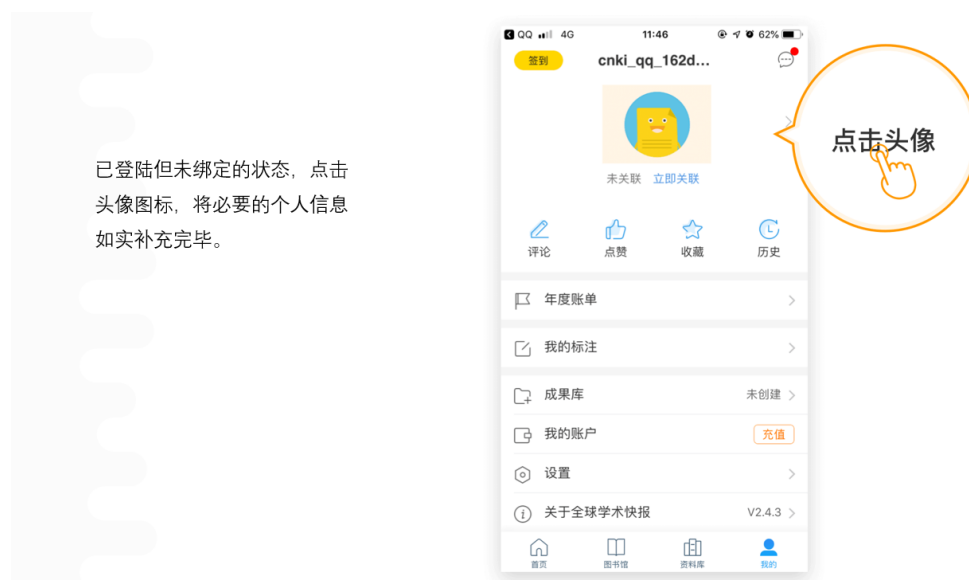 已登陆但未绑定的状态，点击
头像图标，将必要的个人信息
如实补充完毕。
QQ 4G 11:46 62%
签到 cnki_qq_162d...
点击头像
未关联 立即关联
评论 点赞 收藏 历史
年度账单
我的标注
成果库 未创建
我的账户 充值
设置
关于全球学术快报 V2.4.3
首页 图书馆 资料库 我的